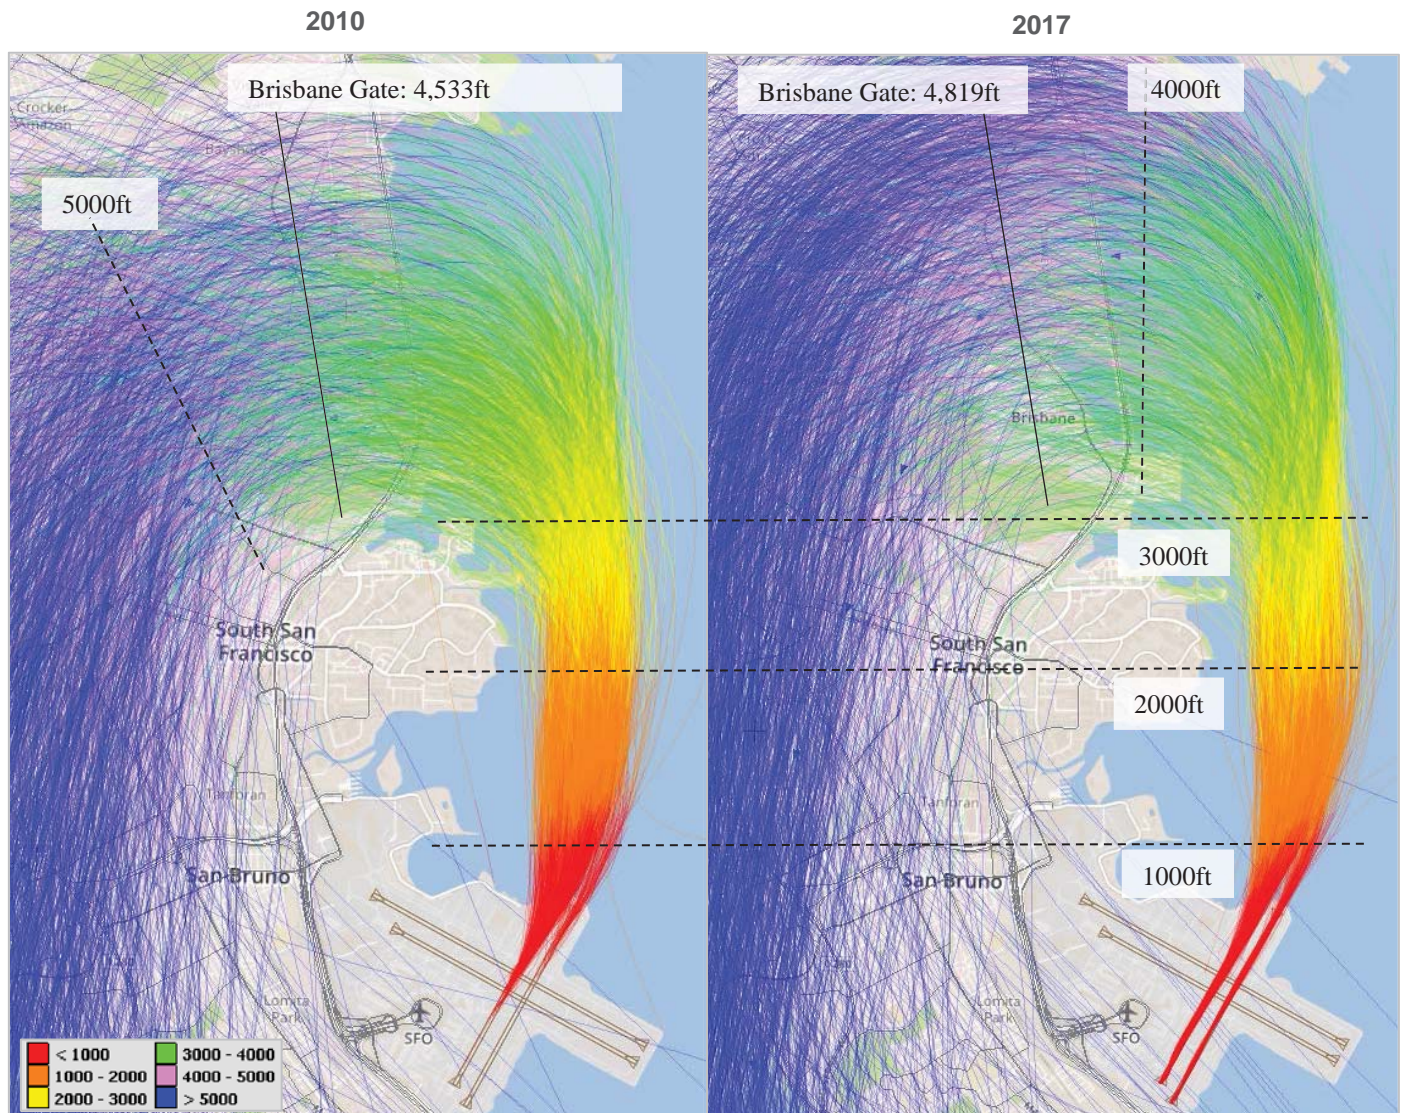 2010
2017
Brisbane Gate: 4,533ft
Brisbane Gate: 4,819ft
4000ft
Crocker
Amazon
5000ft
Brisbane
3000ft
South San
Francisco
South San
Francisco
2000ft
Tanforan
Tanforan
San Bruno
San Bruno
1000ft
Lomita
Park
Lomita
Park
SFO
SFO
< 1000
3000 - 4000
1000 - 2000
4000 - 5000
2000 - 3000
> 5000